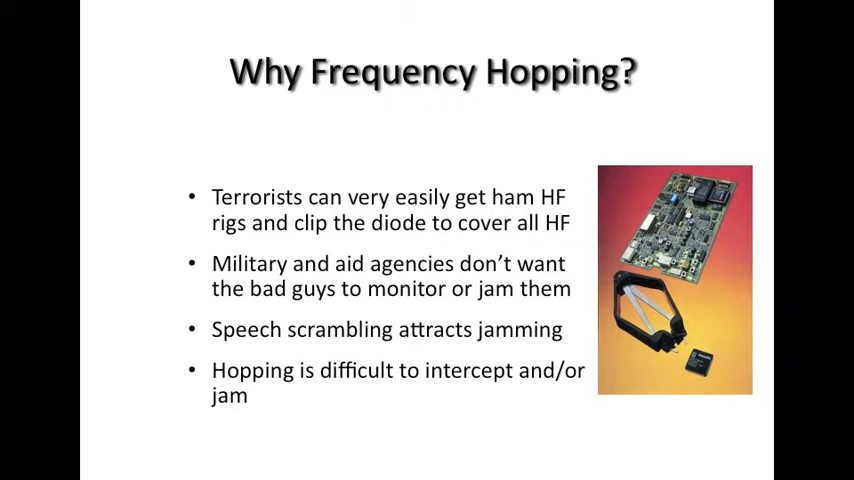 Why Frequency Hopping?
• Terrorists can very easily get ham HF
rigs and clip the diode to cover all HF
• Military and aid agencies don’t want
the bad guys to monitor or jam them
• Speech scrambling attracts jamming
• Hopping is difficult to intercept and/or
jam